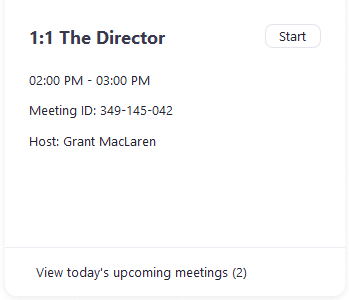 1:1 The Director
Start
02:00 PM - 03:00 PM
Meeting ID: 349-145-042
Host: Grant MacLaren
View today's upcoming meetings (2)